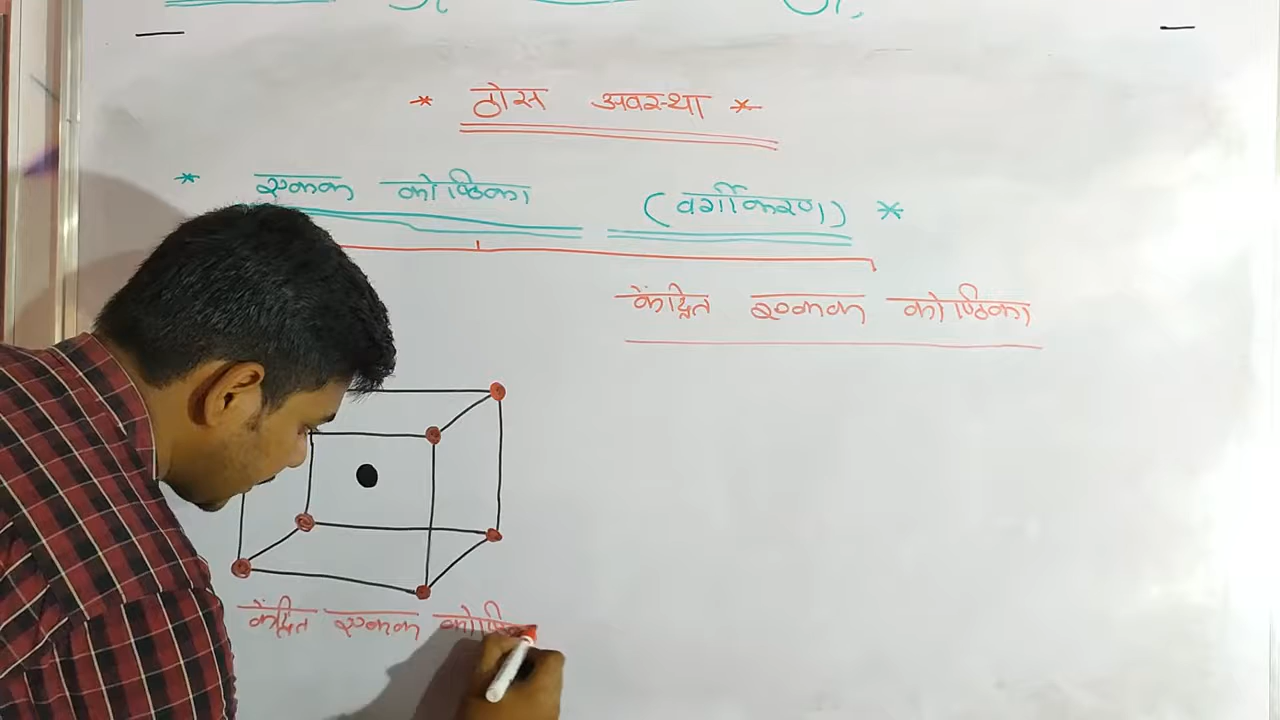 * ठोस अवस्था *
* एकक कोष्ठिका (वर्गीकरण) *
केंद्रित एकक कोष्ठिका
केंद्रित एकक